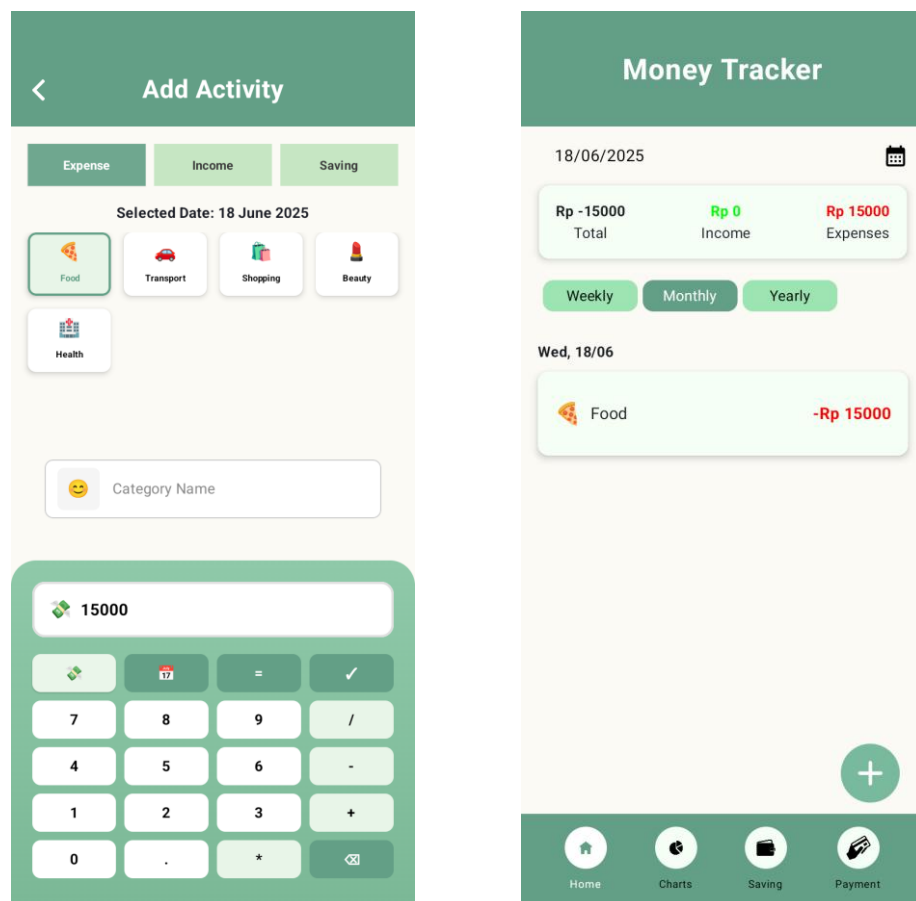 Add Activity
Expense Income Saving
Selected Date: 18 June 2025
Food Transport Shopping Beauty
Health
Category Name
15000
17 = ✓
7 8 9 /
4 5 6 -
1 2 3 +
0 . *
Money Tracker
18/06/2025
Rp -15000 Rp 0 Rp 15000
Total Income Expenses
Weekly Monthly Yearly
Wed, 18/06
Food -Rp 15000
+
Home Charts Saving Payment